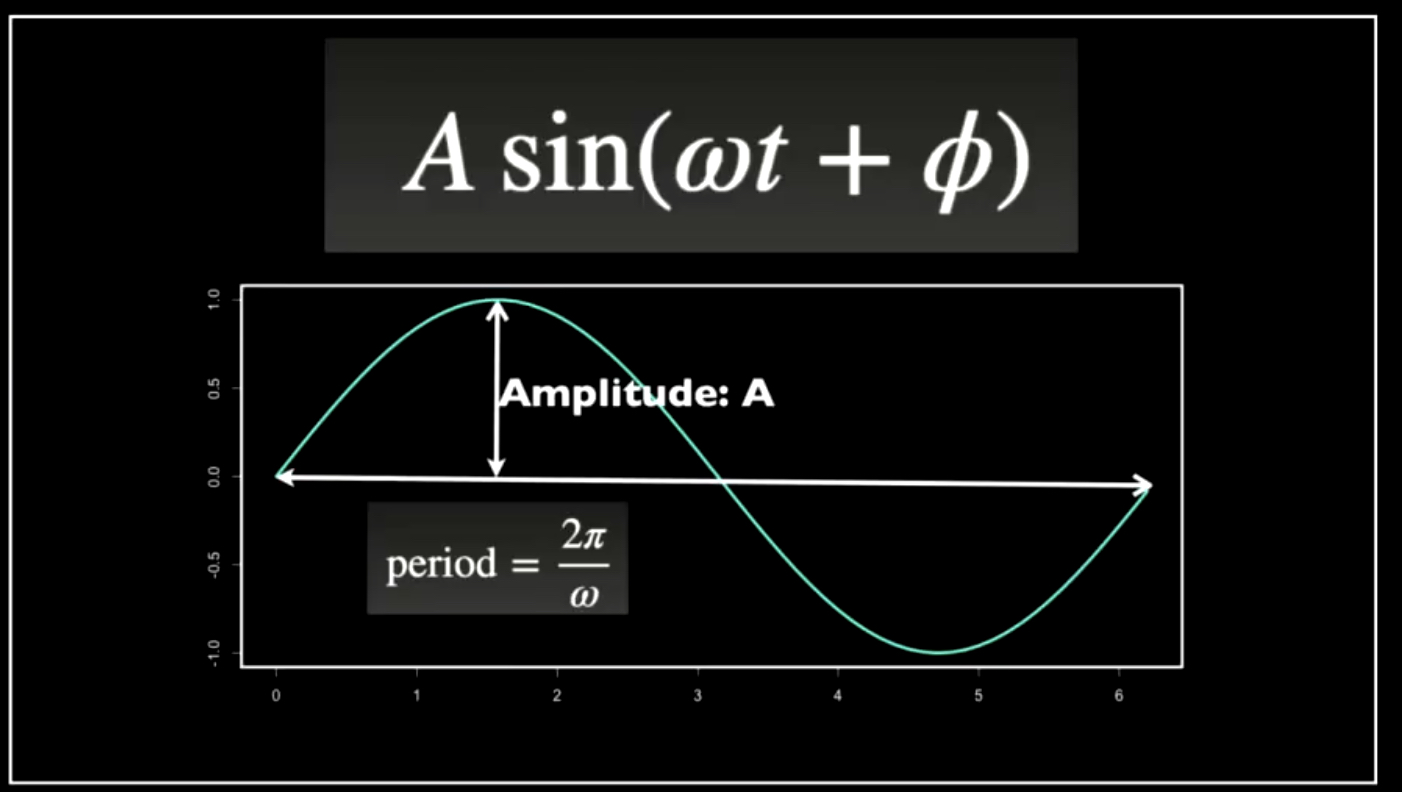 A sin(ωt + ϕ)
1.0
0.5
0.0
-0.5
-1.0
Amplitude: A
period = 2π/ω
0 1 2 3 4 5 6